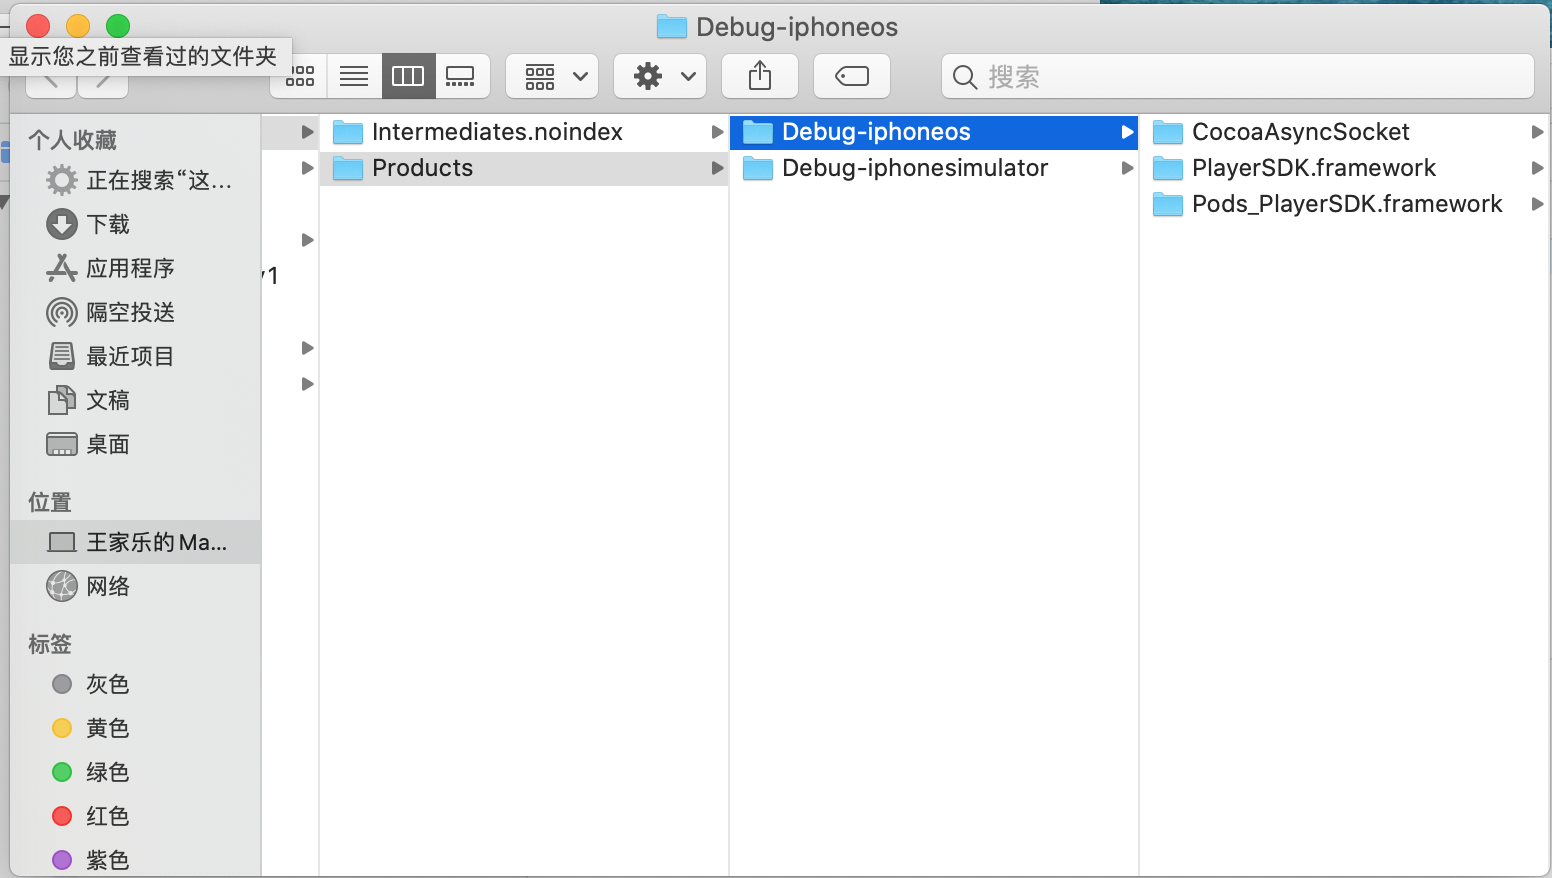 Debug-iphoneos
显示您之前查看过的文件夹
搜索
个人收藏
正在搜索“这...
下载
应用程序
隔空投送
最近项目
文稿
桌面
位置
王家乐的 Ma...
网络
标签
灰色
黄色
绿色
红色
紫色
Intermediates.noindex
Products
Debug-iphoneos
Debug-iphonesimulator
CocoaAsyncSocket
PlayerSDK.framework
Pods_PlayerSDK.framework